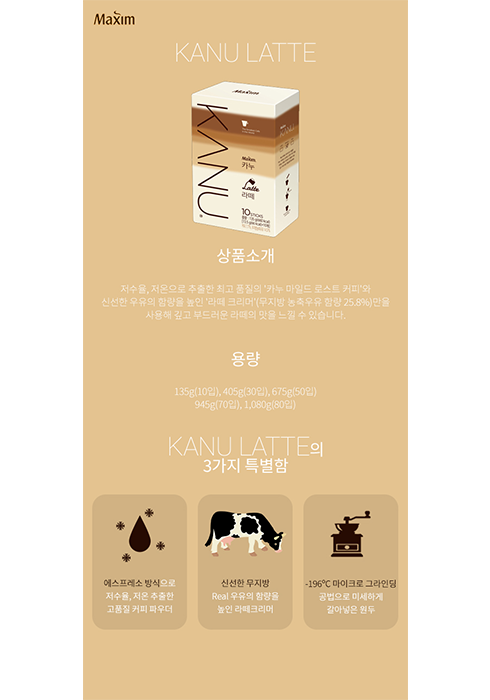 Maxim
KANU LATTE
Maxim
KANU
KANU
Maxim
카누
Latte
라떼
10 STICKS
상품소개
저수율, 저온으로 추출한 최고 품질의 '카누 마일드 로스트 커피'와
신선한 우유의 함량을 높인 '라떼 크리머'(무지방 농축우유 함량 25.8%)만을
사용해 깊고 부드러운 라떼의 맛을 느낄 수 있습니다.
용량
135g(10입), 405g(30입), 675g(50입)
945g(70입), 1,080g(80입)
KANU LATTE의
3가지 특별함
에스프레소 방식으로
저수율, 저온 추출한
고품질 커피 파우더
신선한 무지방
Real 우유의 함량을
높인 라떼크리머
-196℃ 마이크로 그라인딩
공법으로 미세하게
갈아넣은 원두